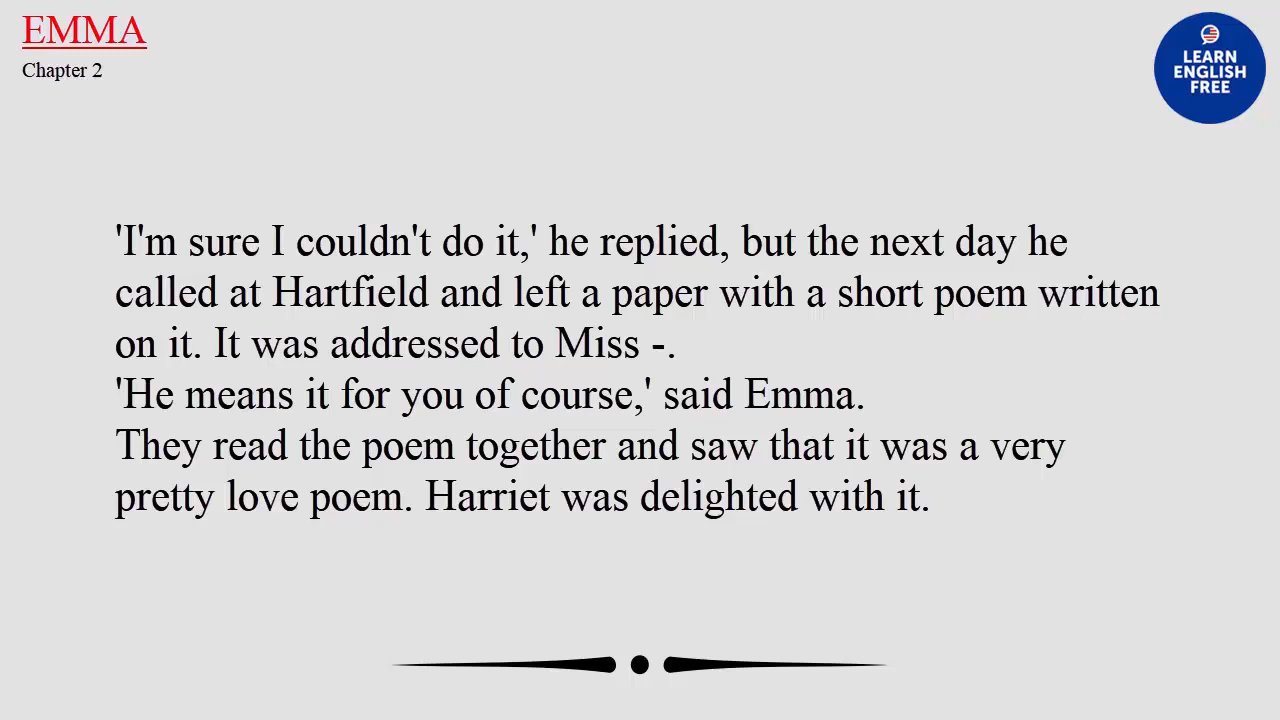 EMMA
Chapter 2
LEARN
ENGLISH
FREE
'I'm sure I couldn't do it,' he replied, but the next day he
called at Hartfield and left a paper with a short poem written
on it. It was addressed to Miss -.
'He means it for you of course,' said Emma.
They read the poem together and saw that it was a very
pretty love poem. Harriet was delighted with it.